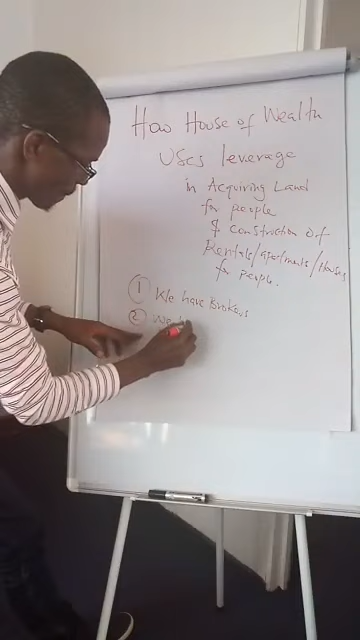 How House of Wealth
uses leverage
in Acquiring Land
for people
& construction of
Rentals/apartments/Houses
for people.
① We have Brokers
② We